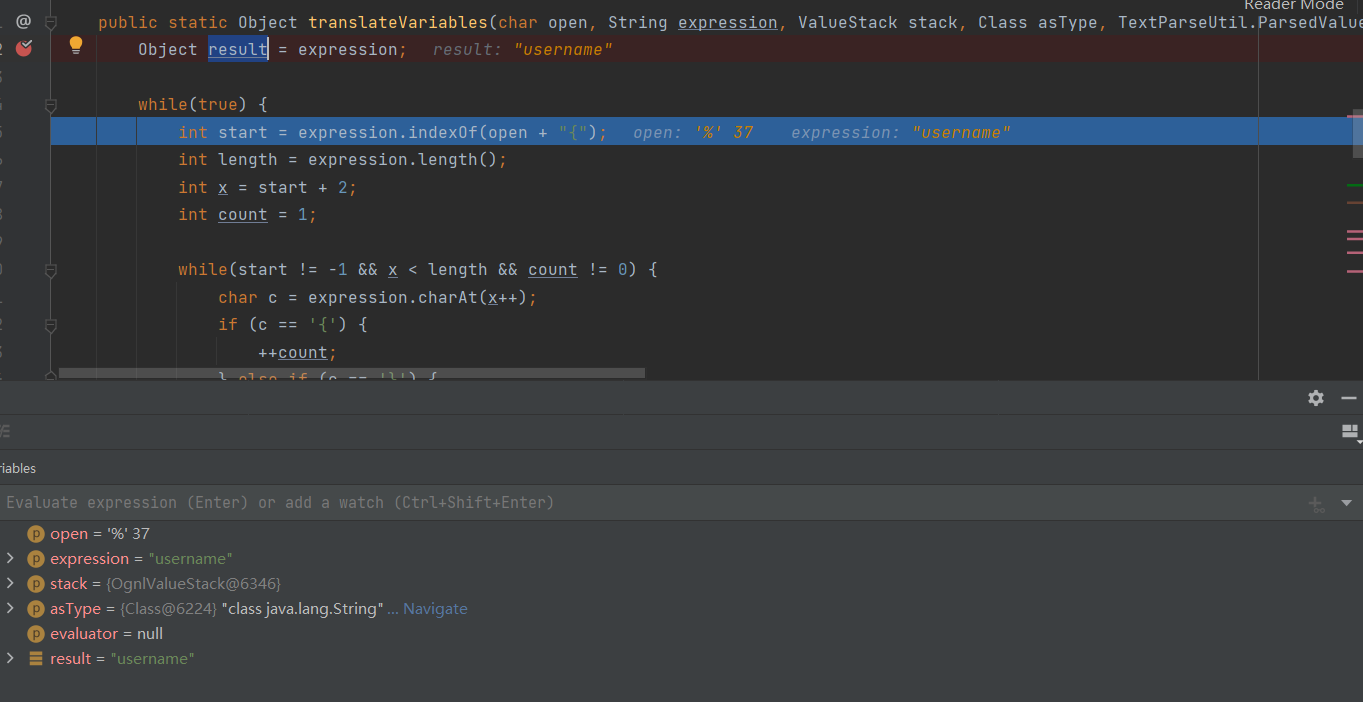 Reader Mode
public static Object translateVariables(char open, String expression, ValueStack stack, Class asType, TextParseUtil.ParsedValue
Object result = expression; result: "username"
while(true) {
int start = expression.indexOf(open + "{"); open: '%' 37 expression: "username"
int length = expression.length();
int x = start + 2;
int count = 1;
while(start != -1 && x < length && count != 0) {
char c = expression.charAt(x++);
if (c == '{') {
++count;
} else if (c == '}') {
riables
Evaluate expression (Enter) or add a watch (Ctrl+Shift+Enter)
p open = '%' 37
p expression = "username"
p stack = {OgnlValueStack@6346}
p asType = {Class@6224} "class java.lang.String" ... Navigate
p evaluator = null
result = "username"